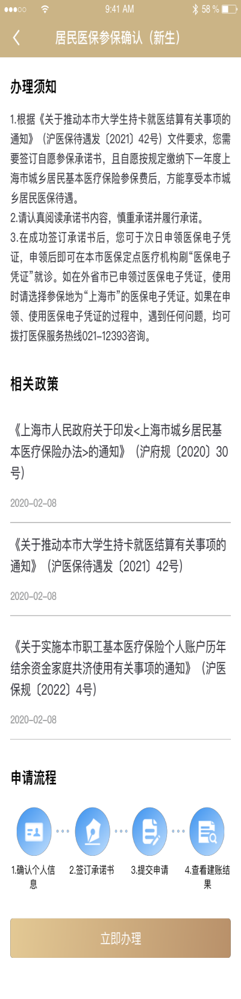 9:41 AM
58 %
居民医保参保确认（新生）
办理须知
1.根据《关于推动本市大学生持卡就医结算有关事项的
通知》（沪医保待遇发〔2021〕42号）文件要求，您需
要签订自愿参保承诺书，且自愿按规定缴纳下一年度上
海市城乡居民基本医疗保险参保费后，方能享受本市城
乡居民医保待遇。
2.请认真阅读承诺书内容，慎重承诺并履行承诺。
3.在成功签订承诺书后，您可于次日申领医保电子凭
证，申领后即可在本市医保定点医疗机构刷“医保电子
凭证”就诊。如在外省市已申领过医保电子凭证，使用
时请选择参保地为“上海市”的医保电子凭证。如果在申
领、使用医保电子凭证的过程中，遇到任何问题，均可
拨打医保服务热线021-12393咨询。
相关政策
《上海市人民政府关于印发<上海市城乡居民基
本医疗保险办法>的通知》（沪府规〔2020〕30
号）
2020-02-08
《关于推动本市大学生持卡就医结算有关事项的
通知》（沪医保待遇发〔2021〕42号）
2020-02-08
《关于实施本市职工基本医疗保险个人账户历年
结余资金家庭共济使用有关事项的通知》（沪医
保规〔2022〕4号）
2020-02-08
申请流程
1.确认个人信
息
2.签订承诺书
3.提交申请
4.查看建账结
果
立即办理